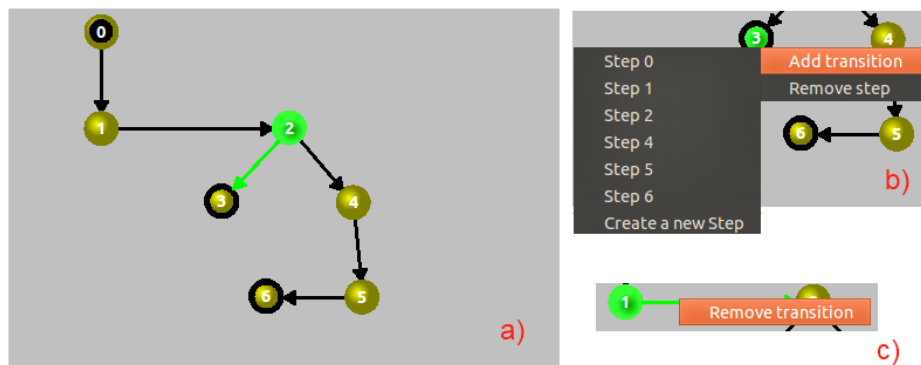 0
1
2
3
4
5
6
a)
3
4
Step 0
Add transition
Step 1
Remove step
Step 2
Step 4
6
5
Step 5
b)
Step 6
Create a new Step
1
Remove transition
c)